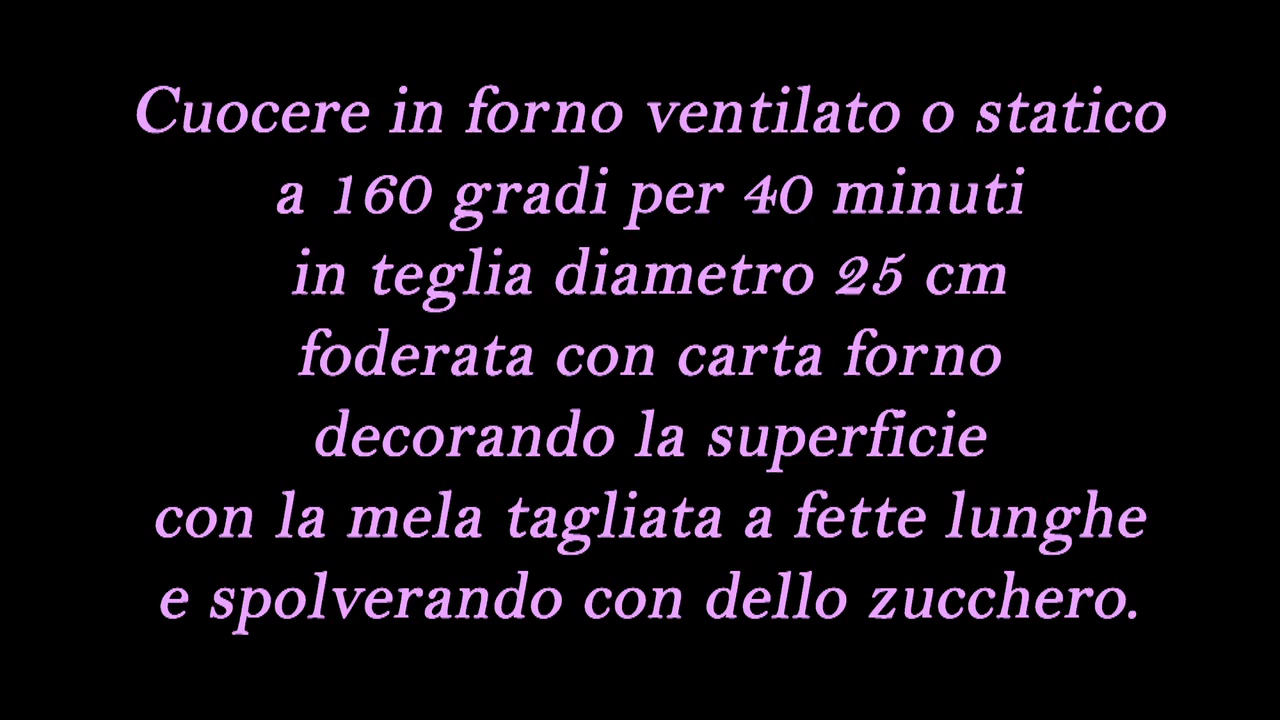 Cuocere in forno ventilato o statico
a 160 gradi per 40 minuti
in teglia diametro 25 cm
foderata con carta forno
decorando la superficie
con la mela tagliata a fette lunghe
e spolverando con dello zucchero.